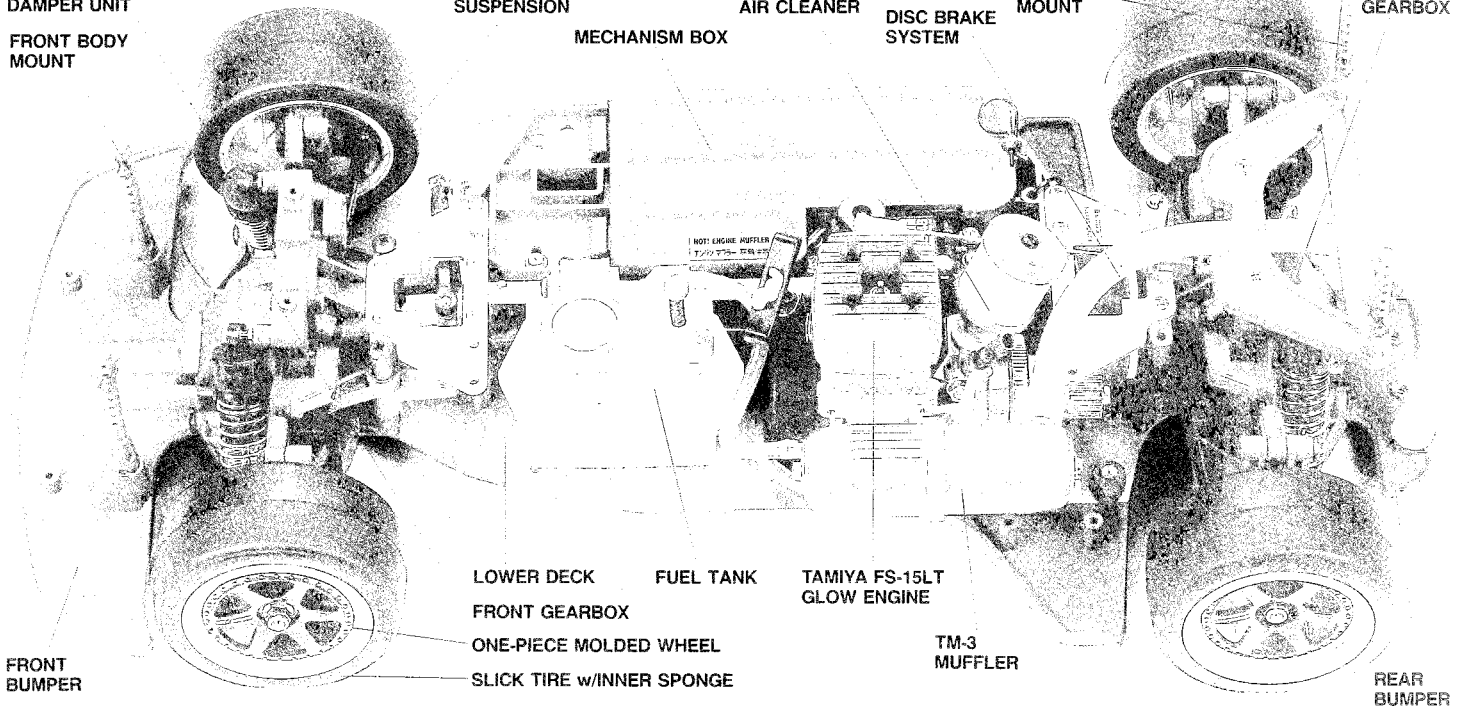 DAMPER UNIT
SUSPENSION
AIR CLEANER
MOUNT
GEARBOX
DISC BRAKE
SYSTEM
FRONT BODY
MOUNT
MECHANISM BOX
HOT! ENGINE MUFFLER
LOWER DECK
FUEL TANK
TAMIYA FS-15LT
GLOW ENGINE
FRONT GEARBOX
ONE-PIECE MOLDED WHEEL
TM-3
MUFFLER
FRONT
BUMPER
SLICK TIRE w/INNER SPONGE
REAR
BUMPER